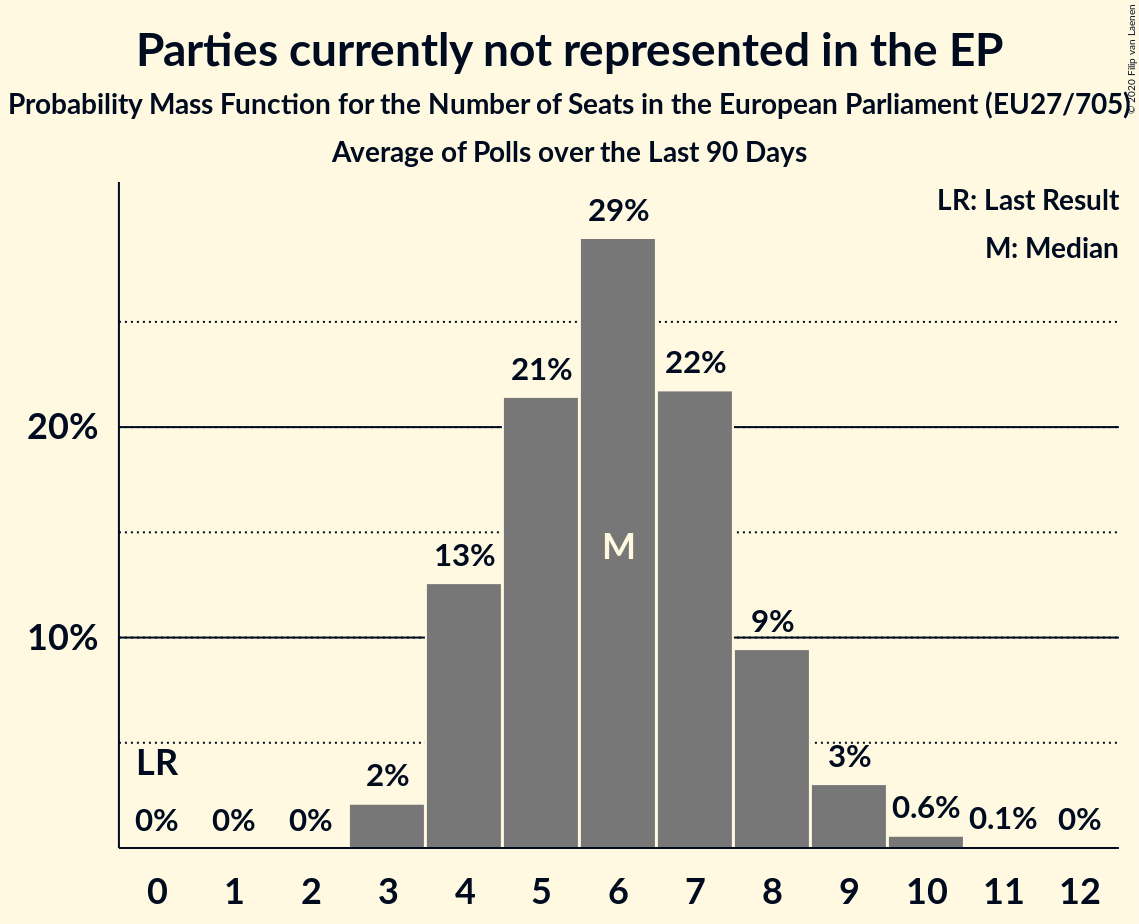 Parties currently not represented in the EP
Probability Mass Function for the Number of Seats in the European Parliament (EU27/705)
Average of Polls over the Last 90 Days
© 2020 Filip van Laenen
LR: Last Result
M: Median
29%
22%
21%
20%
M
13%
10%
9%
LR
3%
2%
0.6%
0% 0% 0% 0.1% 0%
0 1 2 3 4 5 6 7 8 9 10 11 12